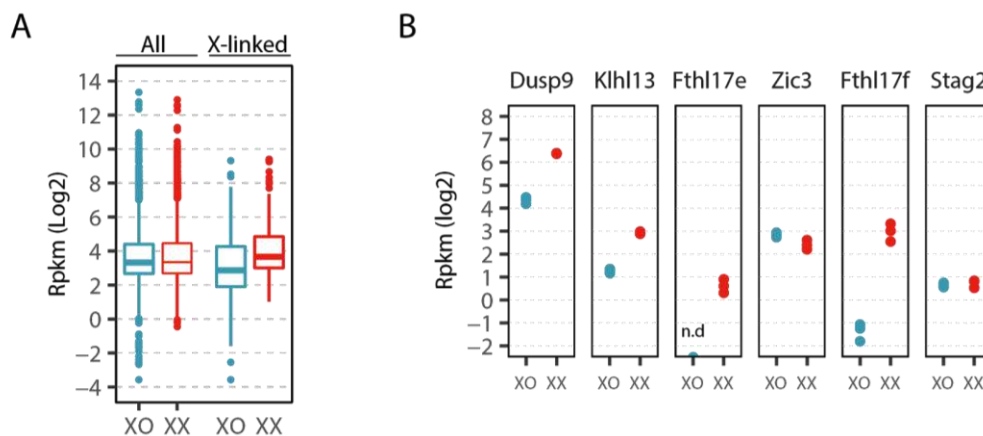 A
All X-linked
Rpkm (Log2)
14
12
10
8
6
4
2
0
−2
−4
XO XX XO XX
B
Dusp9 Klhl13 Fthl17e Zic3 Fthl17f Stag2
Rpkm (log2)
8
7
6
5
4
3
2
1
0
−1
−2
n.d
XO XX XO XX XO XX XO XX XO XX XO XX